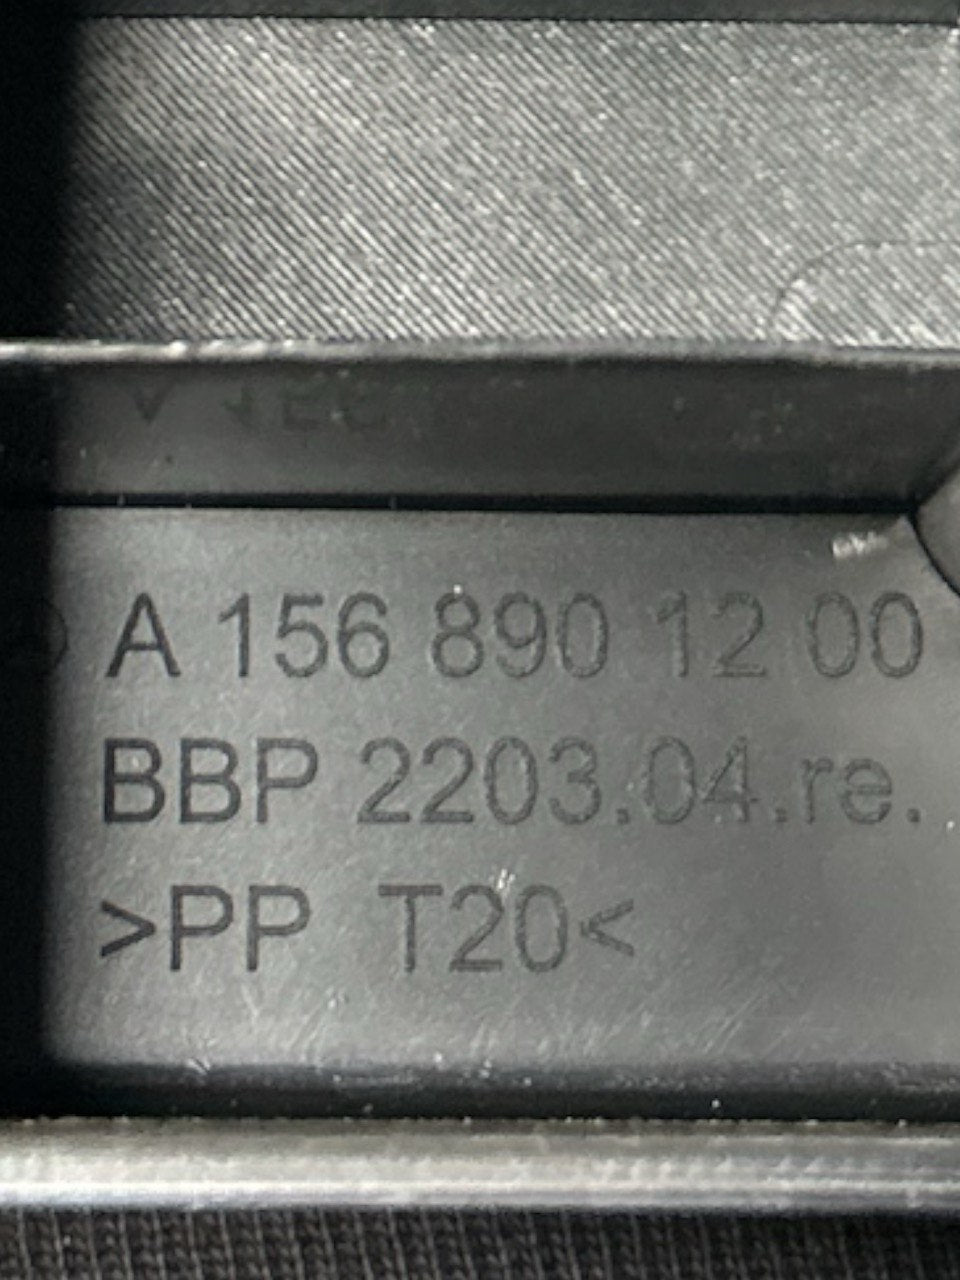 A 156 890 12 00
BBP 2203.04.re.
>PP T20<